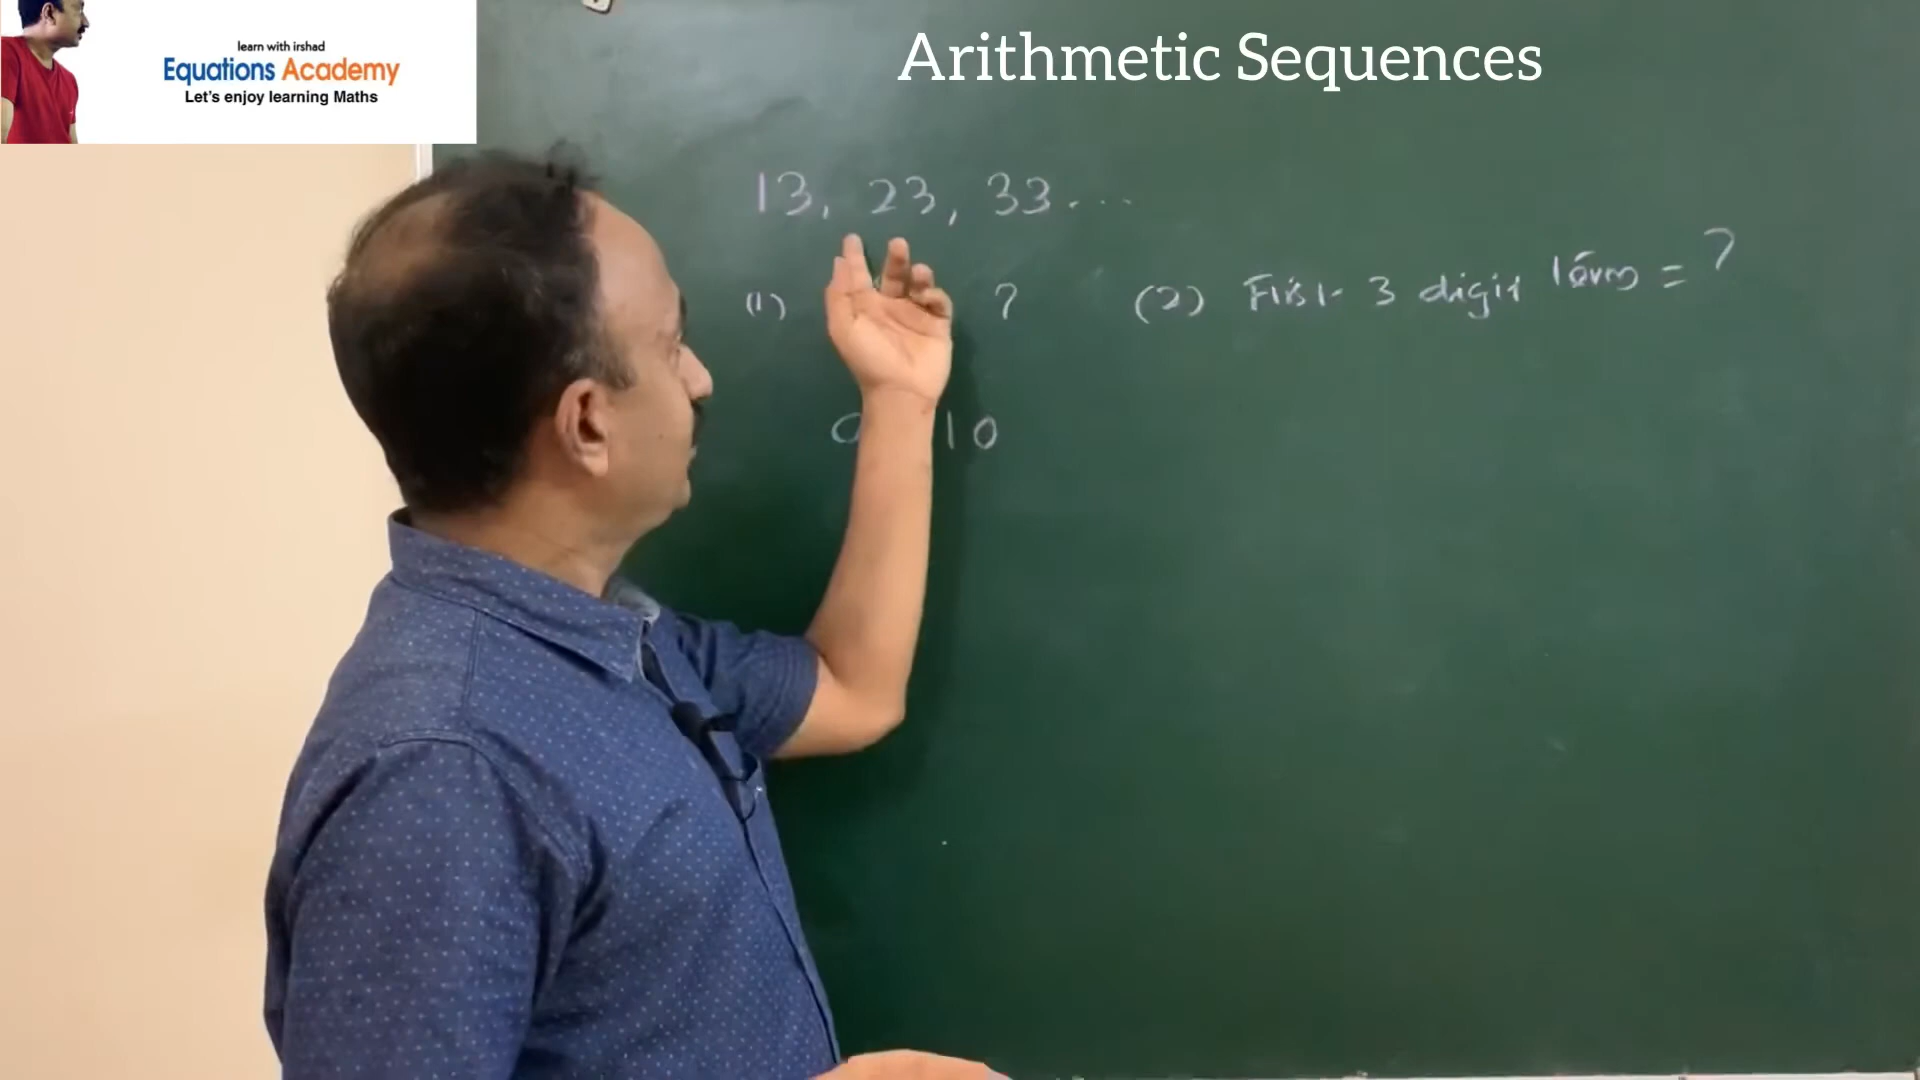 learn with irshad
Equations Academy
Let's enjoy learning Maths
Arithmetic Sequences
13, 23, 33...
(1) ?
(2) First 3 digit term = ?
10